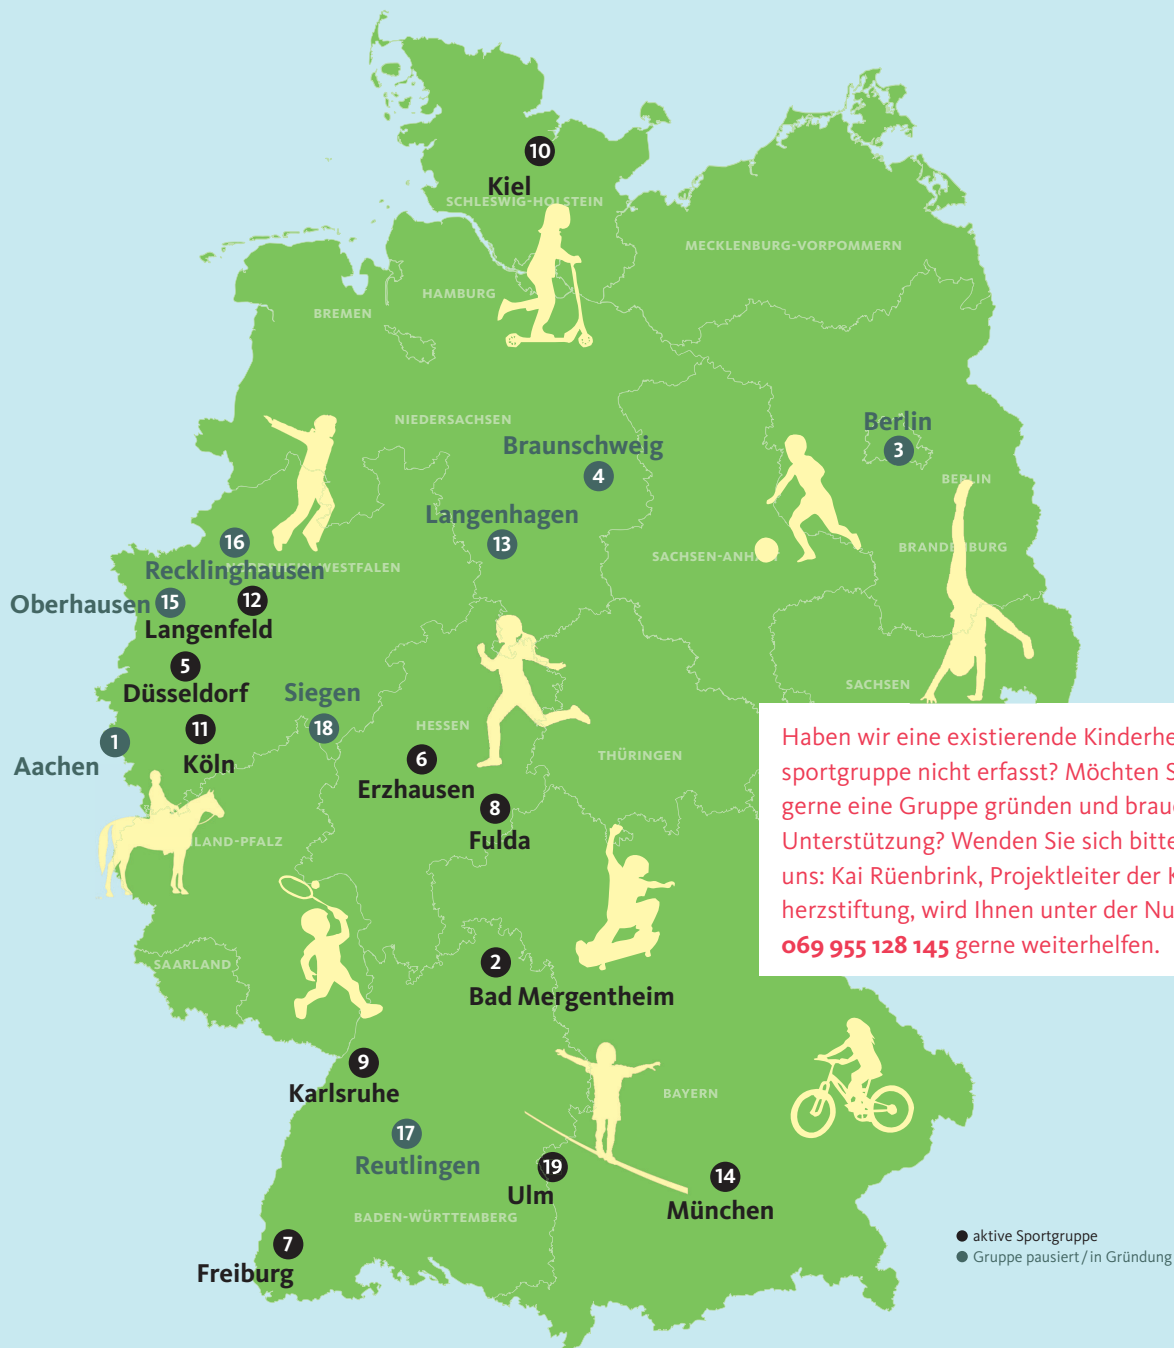 10
Kiel
SCHLESWIG-HOLSTEIN
MECKLENBURG-VORPOMMERN
HAMBURG
BREMEN
NIEDERSACHSEN
Berlin
3
BERLIN
Braunschweig
4
Langenhagen
13
SACHSEN-ANH
BRANDENBURG
16
Recklinghausen
WESTFALEN
Oberhausen 15
12
Langenfeld
5
Düsseldorf
Siegen
18
SACHSEN
HESSEN
THÜRINGEN
1
Aachen
11
Köln
6
Erzhausen
8
Fulda
LAND-PFALZ
Haben wir eine existierende Kinderhe
sportgruppe nicht erfasst? Möchten S
gerne eine Gruppe gründen und brau
Unterstützung? Wenden Sie sich bitte
uns: Kai Rüenbrink, Projektleiter der K
herzstiftung, wird Ihnen unter der Nu
069 955 128 145 gerne weiterhelfen.
SAARLAND
2
Bad Mergentheim
9
Karlsruhe
BAYERN
17
Reutlingen
19
Ulm
14
München
BADEN-WÜRTTEMBERG
7
Freiburg
aktive Sportgruppe
Gruppe pausiert / in Gründung